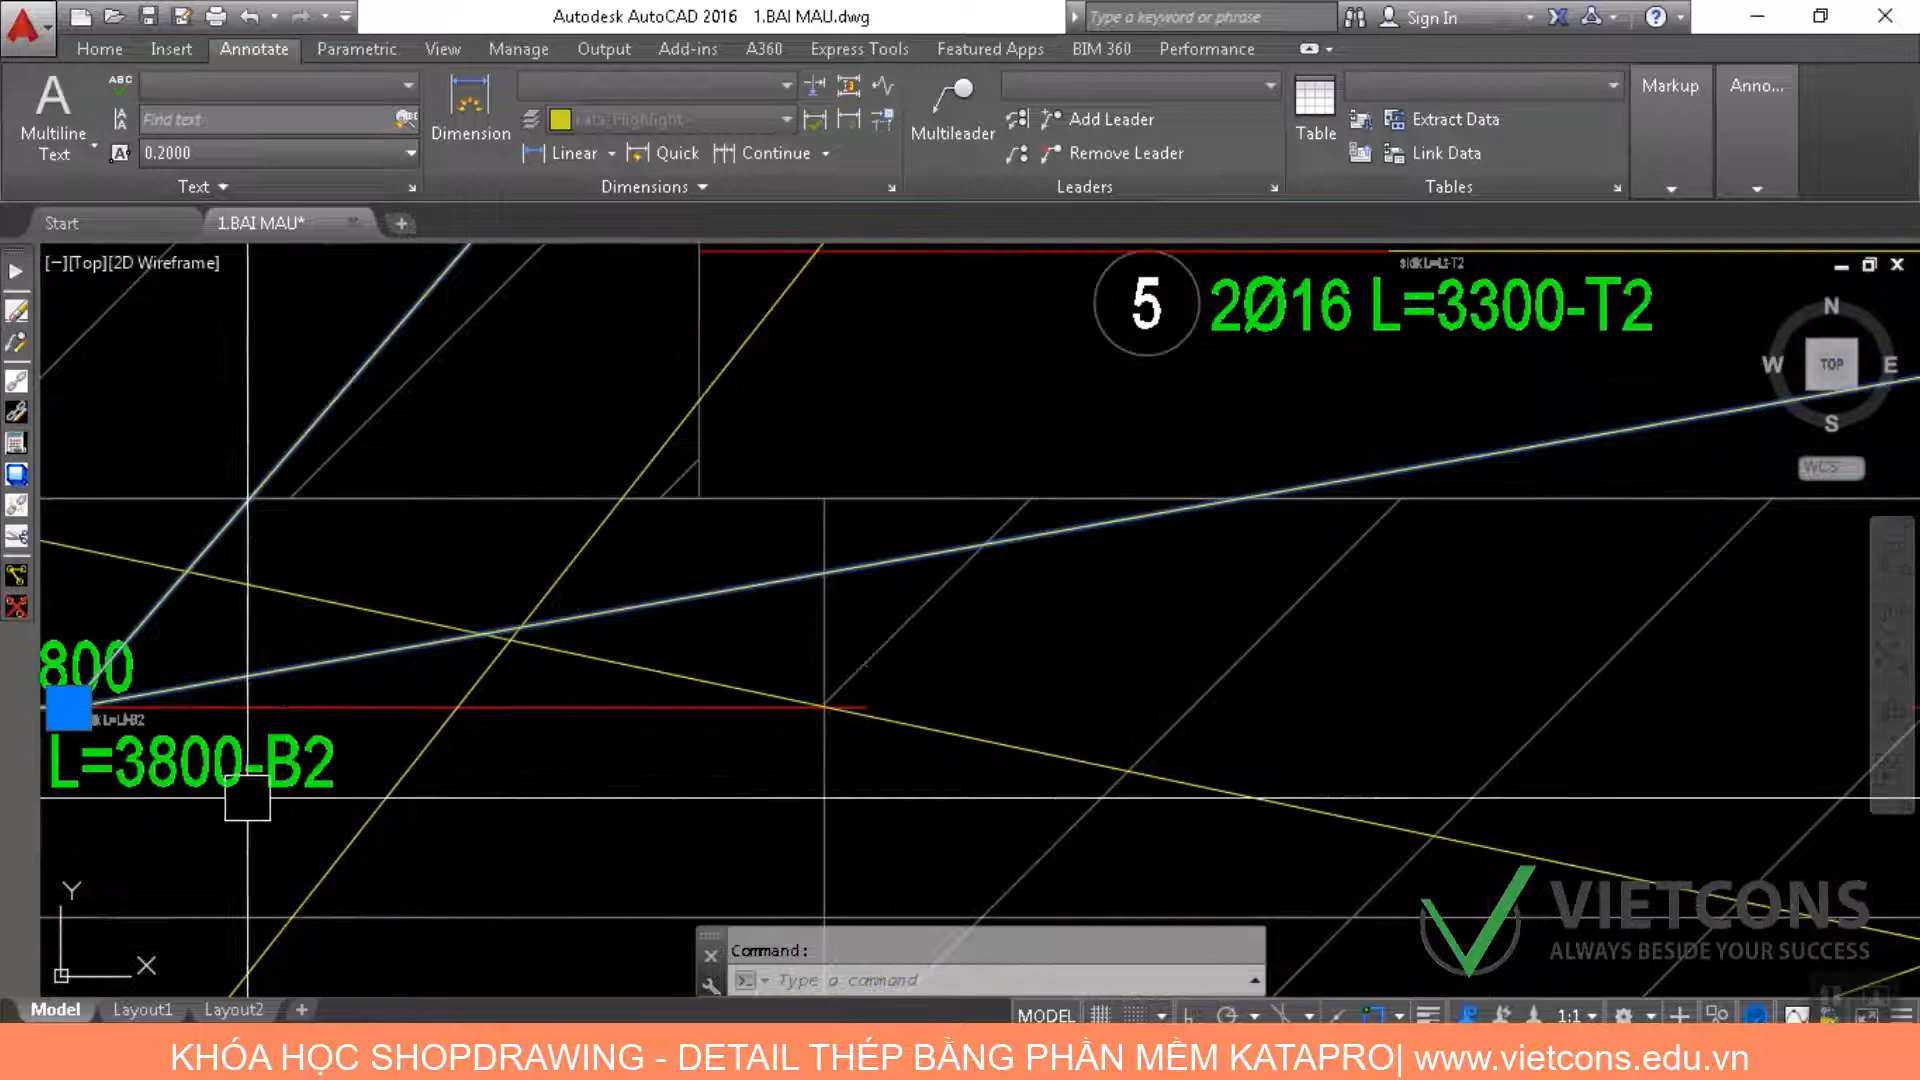 Autodesk AutoCAD 2016 1.BAI MAU.dwg
Type a keyword or phrase
Sign In
Home Insert Annotate Parametric View Manage Output Add-ins A360 Express Tools Featured Apps BIM 360 Performance
A
Multiline Text
ABC
Find text
0.2000
Text
Dimension
Linear Quick Continue
Dimensions
Multileader
Add Leader
Remove Leader
Leaders
Table
Extract Data
Link Data
Tables
Markup
Anno...
Start 1.BAI MAU*
[−][Top][2D Wireframe]
5 2Ø16 L=3300-T2
N
W TOP E
S
WCS
800
L=3800-B2
Y
X
VIETCONS
ALWAYS BESIDE YOUR SUCCESS
Command:
Type a command
Model Layout1 Layout2 +
MODEL 1:1
KHÓA HỌC SHOPDRAWING - DETAIL THÉP BẰNG PHẦN MỀM KATAPRO| www.vietcons.edu.vn